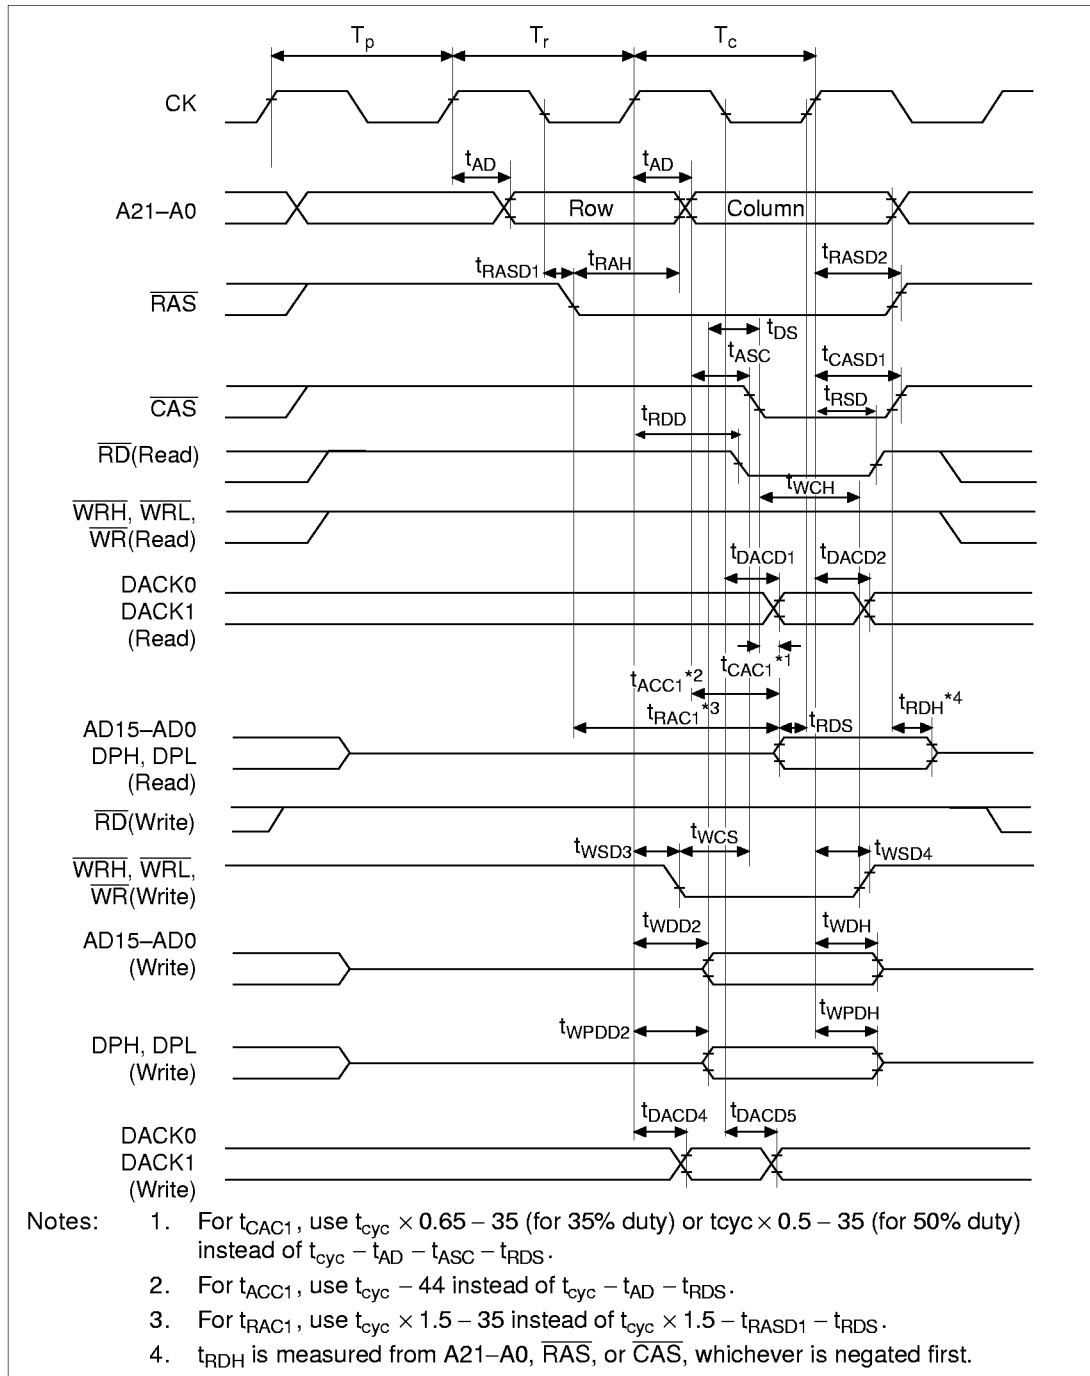 Tp Tr Tc
CK
tAD tAD
A21–A0 Row Column
tRASD1 tRAH tRASD2
RAS
tDS
tASC tCASD1
CAS
tRDD tRSD
RD(Read)
tWCH
WRH, WRL,
WR(Read)
tDACD1 tDACD2
DACK0
DACK1
(Read)
tCAC1*1
tACC1*2
tRAC1*3 tRDS tRDH*4
AD15–AD0
DPH, DPL
(Read)
RD(Write)
tWSD3 tWCS tWSD4
WRH, WRL,
WR(Write)
tWDD2 tWDH
AD15–AD0
(Write)
tWPDD2 tWPDH
DPH, DPL
(Write)
tDACD4 tDACD5
DACK0
DACK1
(Write)
Notes: 1. For tCAC1, use tcyc × 0.65 – 35 (for 35% duty) or tcyc × 0.5 – 35 (for 50% duty)
instead of tcyc – tAD – tASC – tRDS.
2. For tACC1, use tcyc – 44 instead of tcyc – tAD – tRDS.
3. For tRAC1, use tcyc × 1.5 – 35 instead of tcyc × 1.5 – tRASD1 – tRDS.
4. tRDH is measured from A21–A0, RAS, or CAS, whichever is negated first.